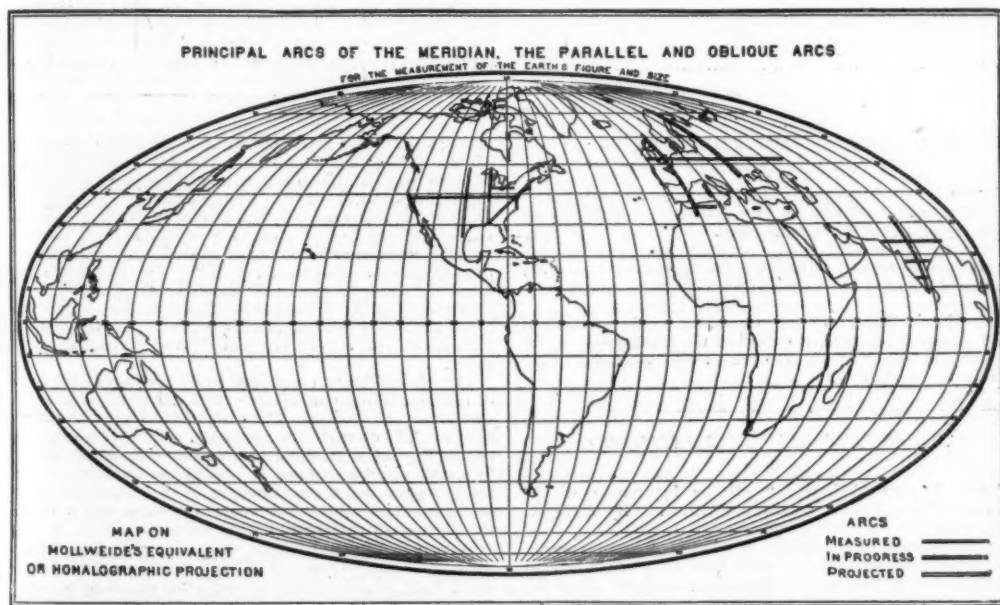 PRINCIPAL ARCS OF THE MERIDIAN, THE PARALLEL AND OBLIQUE ARCS
FOR THE MEASUREMENT OF THE EARTHS FIGURE AND SIZE
MAP ON
MOLLWEIDE'S EQUIVALENT
OR HOMALOGRAPHIC PROJECTION
ARCS
MEASURED
IN PROGRESS
PROJECTED